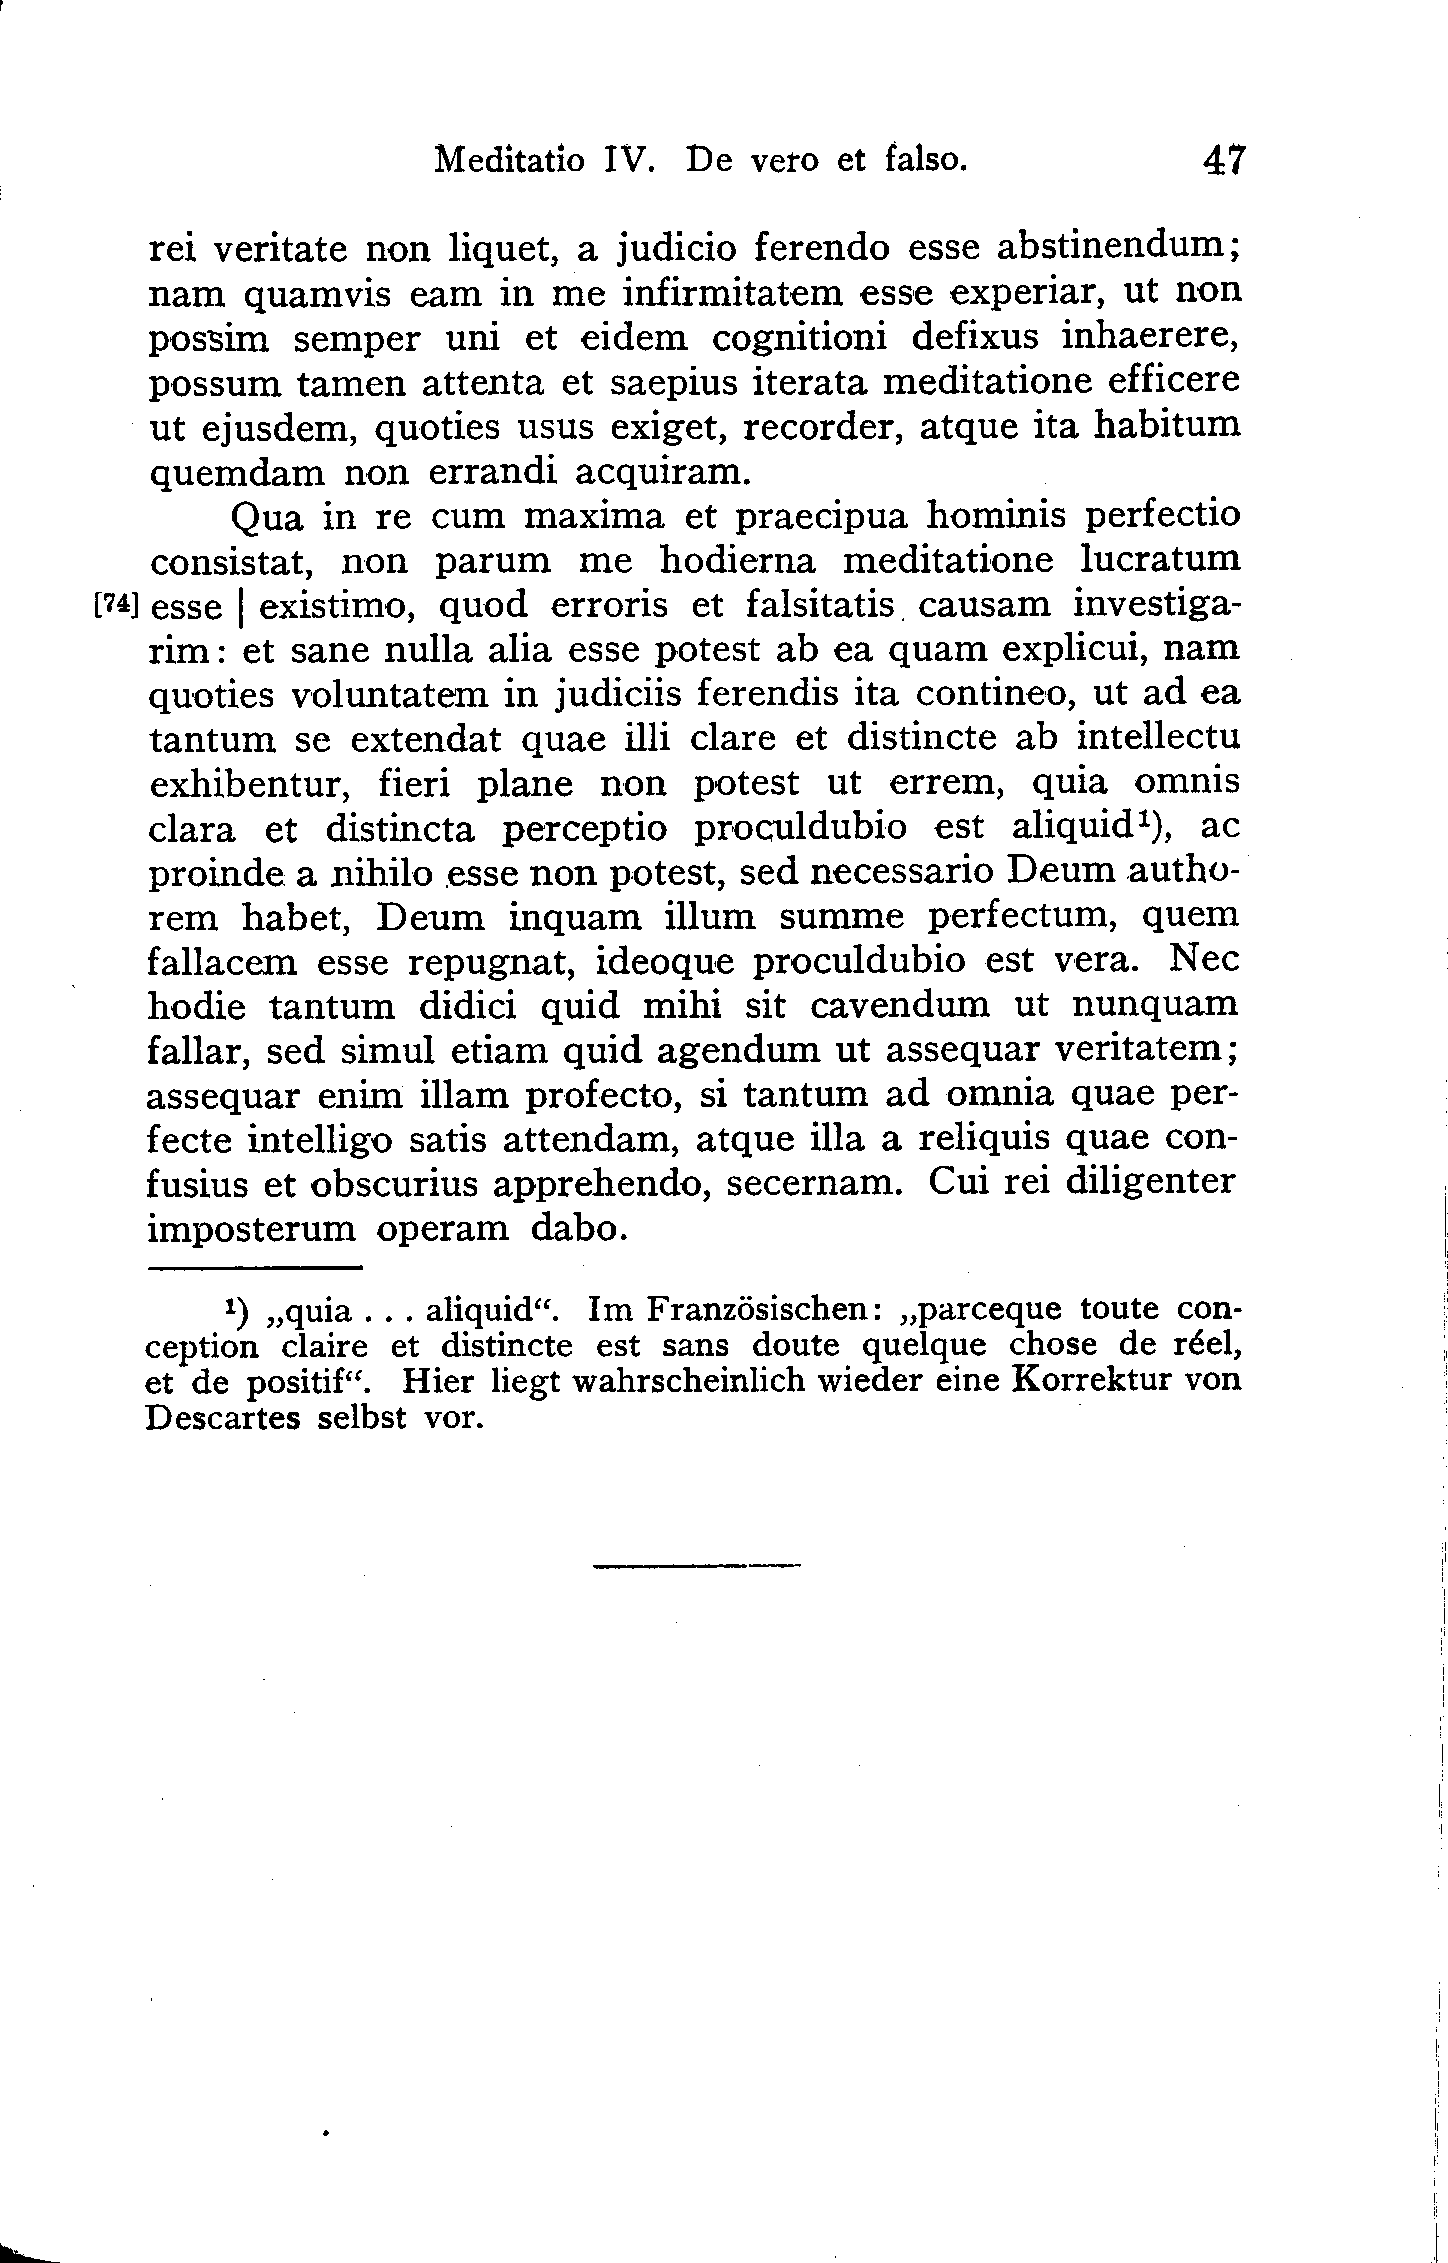 Meditatio IV. De vero et falso. 47
rei veritate non liquet, a judicio ferendo esse abstinendum;
nam quamvis eam in me infirmitatem esse experiar, ut non
possim semper uni et eidem cognitioni defixus inhaerere,
possum tamen attenta et saepius iterata meditatione efficere
ut ejusdem, quoties usus exiget, recorder, atque ita habitum
quemdam non errandi acquiram.
Qua in re cum maxima et praecipua hominis perfectio
consistat, non parum me hodierna meditatione lucratum
[74] esse | existimo, quod erroris et falsitatis causam investiga-
rim: et sane nulla alia esse potest ab ea quam explicui, nam
quoties voluntatem in judiciis ferendis ita contineo, ut ad ea
tantum se extendat quae illi clare et distincte ab intellectu
exhibentur, fieri plane non potest ut errem, quia omnis
clara et distincta perceptio proculdubio est aliquid¹), ac
proinde a nihilo esse non potest, sed necessario Deum autho-
rem habet, Deum inquam illum summe perfectum, quem
fallacem esse repugnat, ideoque proculdubio est vera. Nec
hodie tantum didici quid mihi sit cavendum ut nunquam
fallar, sed simul etiam quid agendum ut assequar veritatem;
assequar enim illam profecto, si tantum ad omnia quae per-
fecte intelligo satis attendam, atque illa a reliquis quae con-
fusius et obscurius apprehendo, secernam. Cui rei diligenter
imposterum operam dabo.
¹) „quia . . . aliquid“. Im Französischen: „parceque toute con-
ception claire et distincte est sans doute quelque chose de réel,
et de positif“. Hier liegt wahrscheinlich wieder eine Korrektur von
Descartes selbst vor.